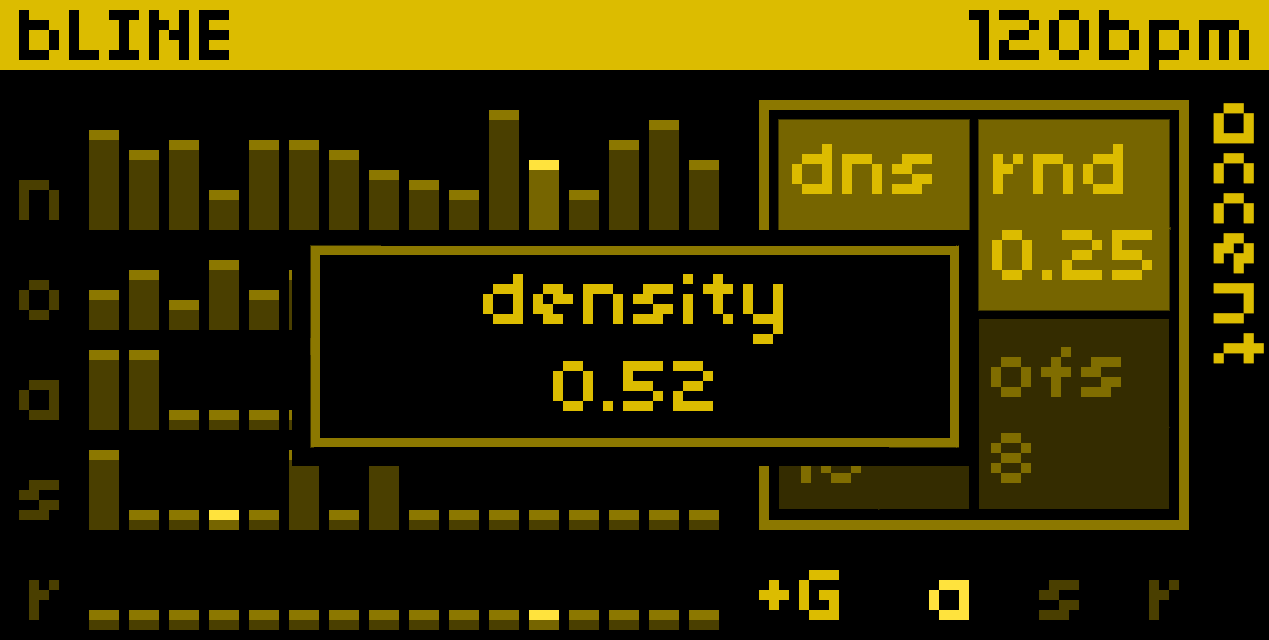 bLINE
120bpm
dns
rnd
0.25
accent
density
0.52
ofs
8
n
o
a
s
r
+G
a
s
r